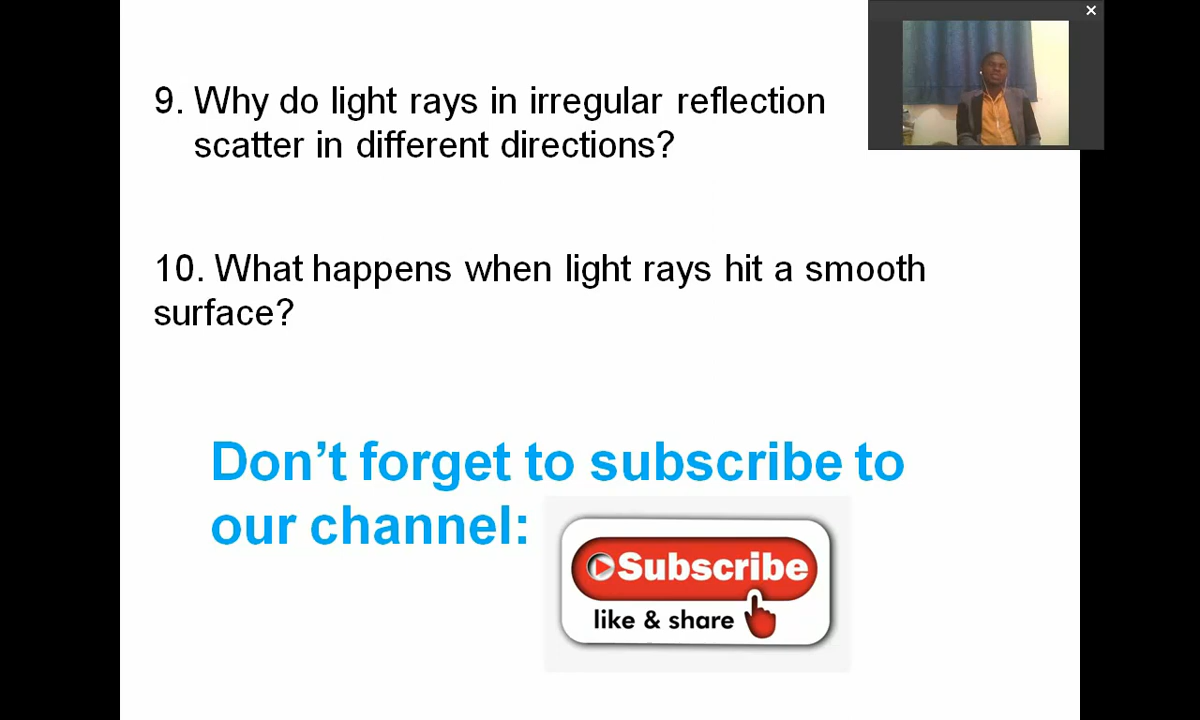 9. Why do light rays in irregular reflection
scatter in different directions?
10. What happens when light rays hit a smooth
surface?
Don’t forget to subscribe to
our channel:
Subscribe
like & share